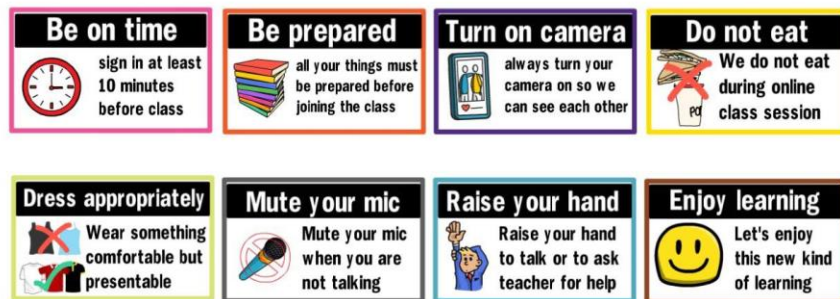 Be on time
sign in at least
10 minutes
before class
Be prepared
all your things must
be prepared before
joining the class
Turn on camera
always turn your
camera on so we
can see each other
Do not eat
We do not eat
during online
class session
PO
Dress appropriately
Wear something
comfortable but
presentable
Mute your mic
Mute your mic
when you are
not talking
Raise your hand
Raise your hand
to talk or to ask
teacher for help
Enjoy learning
Let's enjoy
this new kind
of learning